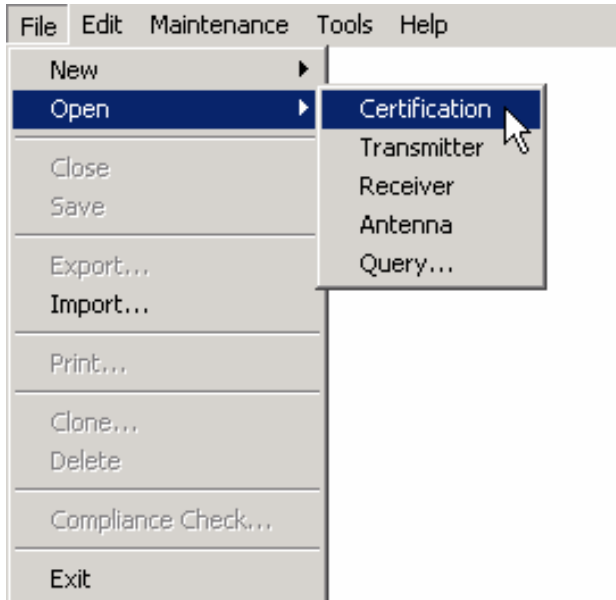 File Edit Maintenance Tools Help
New
Open
Close
Save
Export...
Import...
Print...
Clone...
Delete
Compliance Check...
Exit
Certification
Transmitter
Receiver
Antenna
Query...